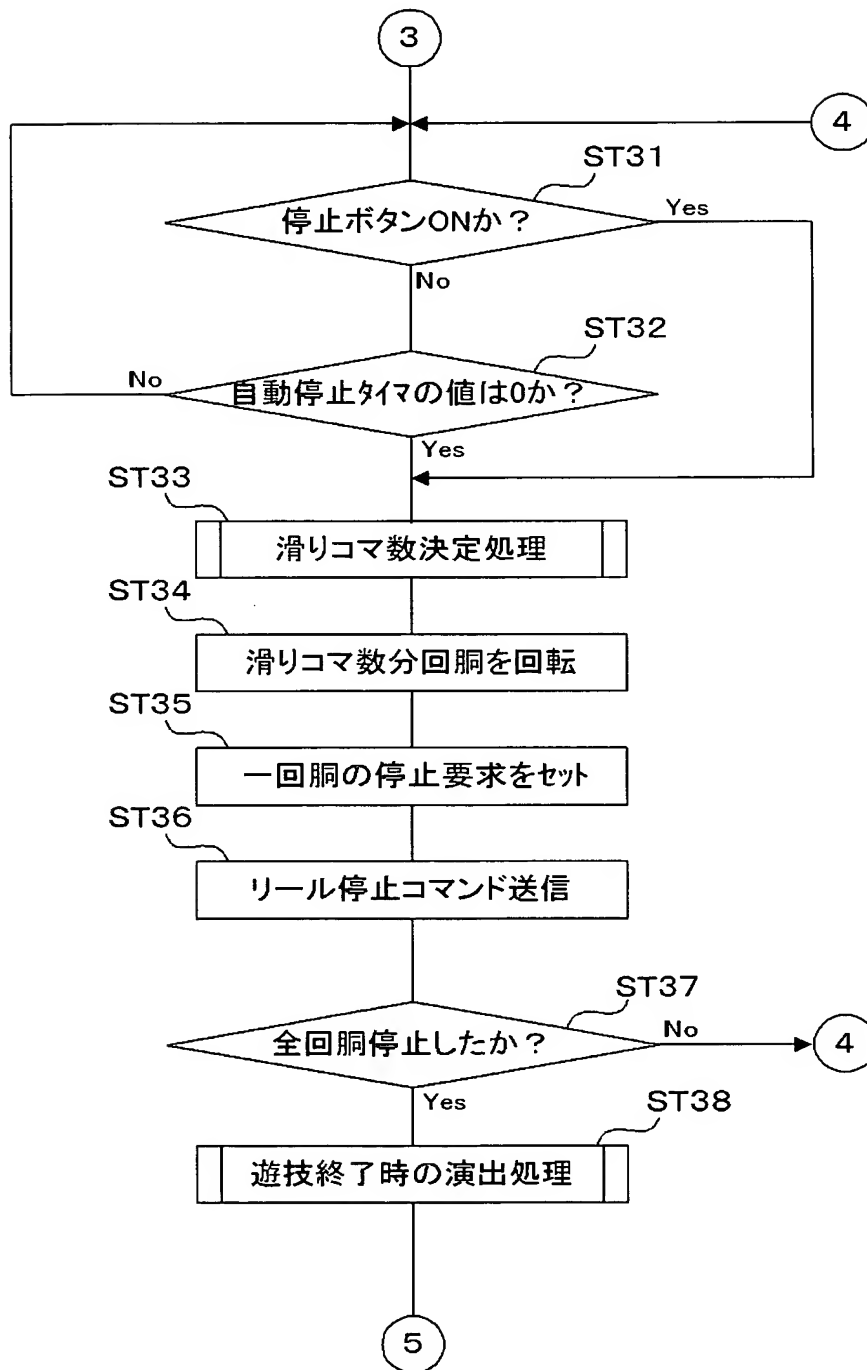 3
4
ST31
停止ボタンONか？
Yes
No
ST32
自動停止タイマの値は0か？
No
Yes
ST33
滑りコマ数決定処理
ST34
滑りコマ数分回胴を回転
ST35
一回胴の停止要求をセット
ST36
リール停止コマンド送信
ST37
全回胴停止したか？
No
4
Yes
ST38
遊技終了時の演出処理
5